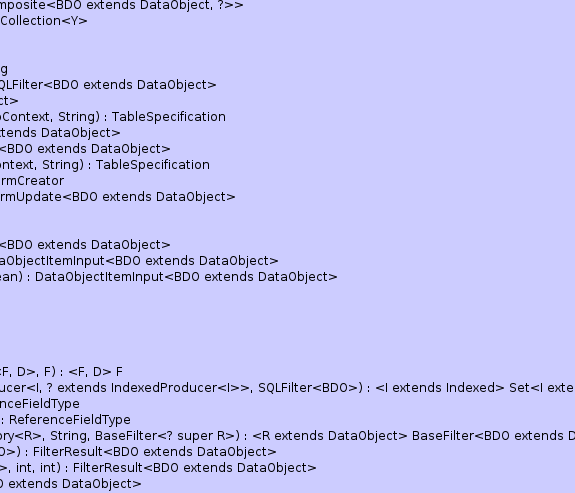 mposite<BDO extends DataObject, ?>>
Collection<Y>
g
QLFilter<BDO extends DataObject>
ct>
Context, String) : TableSpecification
tends DataObject>
<BDO extends DataObject>
ontext, String) : TableSpecification
rmCreator
rmUpdate<BDO extends DataObject>
<BDO extends DataObject>
aObjectItemInput<BDO extends DataObject>
ean) : DataObjectItemInput<BDO extends DataObject>
<F, D>, F) : <F, D> F
ucer<I, ? extends IndexedProducer<I>>, SQLFilter<BDO>) : <I extends Indexed> Set<I exte
nceFieldType
: ReferenceFieldType
ory<R>, String, BaseFilter<? super R>) : <R extends DataObject> BaseFilter<BDO extends D
O>) : FilterResult<BDO extends DataObject>
>, int, int) : FilterResult<BDO extends DataObject>
O extends DataObject>